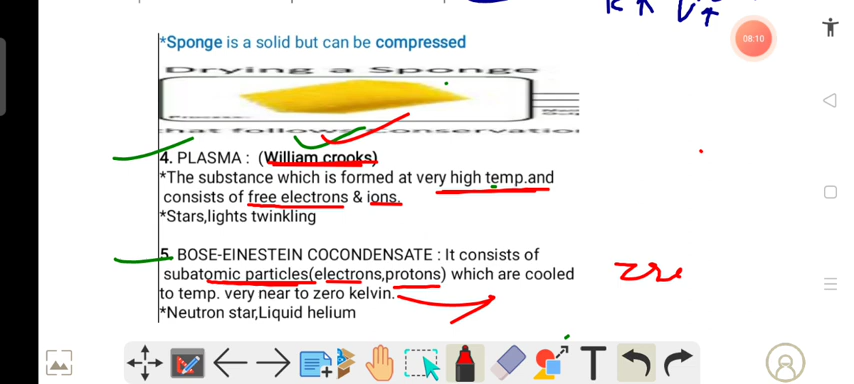 08:10
*Sponge is a solid but can be compressed
Drying a Sponge
4. PLASMA : (William crooks)
*The substance which is formed at very high temp.and
consists of free electrons & ions.
*Stars,lights twinkling
5. BOSE-EINESTEIN COCONDENSATE : It consists of
subatomic particles(electrons,protons) which are cooled
to temp. very near to zero kelvin.
*Neutron star,Liquid helium
T